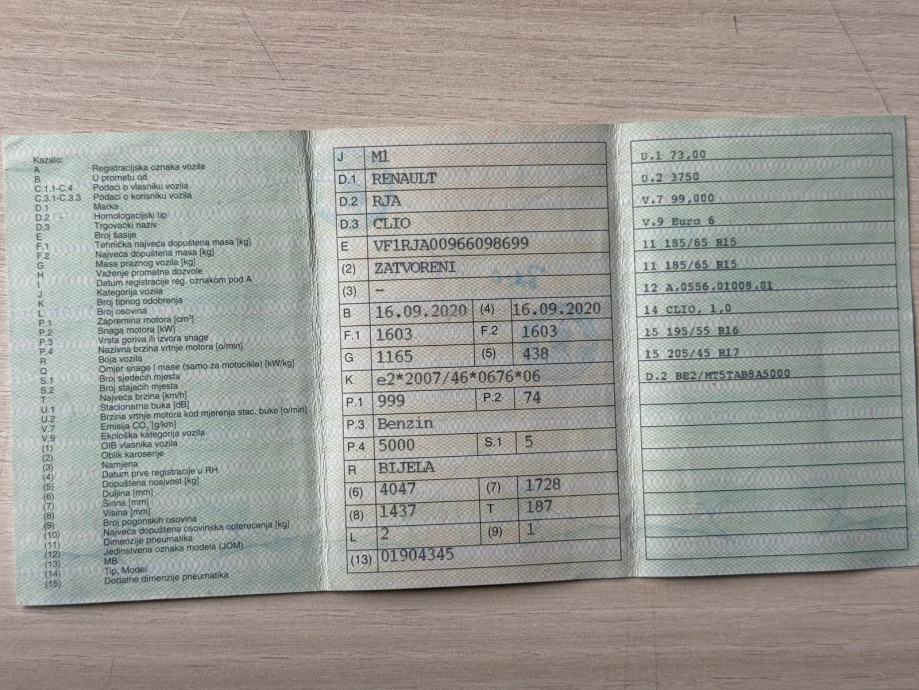 Kazalo:
A Registracijska oznaka vozila
B U prometu od
C.1.1-C.4 Podaci o vlasniku vozila
C.3.1-C.3.3 Podaci o korisniku vozila
D.1 Marka
D.2 Homologacijski tip
D.3 Trgovački naziv
E Broj šasije
F.1 Tehnička najveća dopuštena masa [kg]
F.2 Najveća dopuštena masa [kg]
G Masa praznog vozila [kg]
H Važenje prometne dozvole
I Datum registracije reg. oznakom pod A
J Kategorija vozila
K Broj tipnog odobrenja
L Broj osovina
P.1 Zapremina motora [cm³]
P.2 Snaga motora [kW]
P.3 Vrsta goriva ili izvora snage
P.4 Nazivna brzina vrtnje motora [o/min]
R Boja vozila
Q Omjer snage i mase (samo za motocikle) [kW/kg]
S.1 Broj sjedećih mjesta
S.2 Broj stajaćih mjesta
T Najveća brzina [km/h]
U.1 Stacionarna buka [dB]
U.2 Brzina vrtnje motora kod mjerenja stac. buke [o/min]
V.7 Emisija CO₂ [g/km]
V.9 Ekološka kategorija vozila
(1) OIB vlasnika vozila
(2) Oblik karoserije
(3) Namjena
(4) Datum prve registracije u RH
(5) Dopuštena nosivost [kg]
(6) Duljina [mm]
(7) Širina [mm]
(8) Visina [mm]
(9) Broj pogonskih osovina
(10) Najveća dopuštena osovinska opterećenja [kg]
(11) Dimenzije pneumatika
(12) Jedinstvena oznaka modela (JOM)
(13) MB
(14) Tip, Model
(15) Dodatne dimenzije pneumatika
J M1
D.1 RENAULT
D.2 RJA
D.3 CLIO
E VF1RJA00966098699
(2) ZATVORENI
(3) –
B 16.09.2020 (4) 16.09.2020
F.1 1603 F.2 1603
G 1165 (5) 438
K e2*2007/46*0676*06
P.1 999 P.2 74
P.3 Benzin
P.4 5000 S.1 5
R BIJELA
(6) 4047 (7) 1728
(8) 1437 T 187
L 2 (9) 1
(13) 01904345
U.1 73,00
U.2 3750
V.7 99,000
V.9 Euro 6
11 185/65 R15
11 185/65 R15
12 A.0556.01008.01
14 CLIO, 1,0
15 195/55 R16
15 205/45 R17
D.2 BE2/MT5TAB8A5000